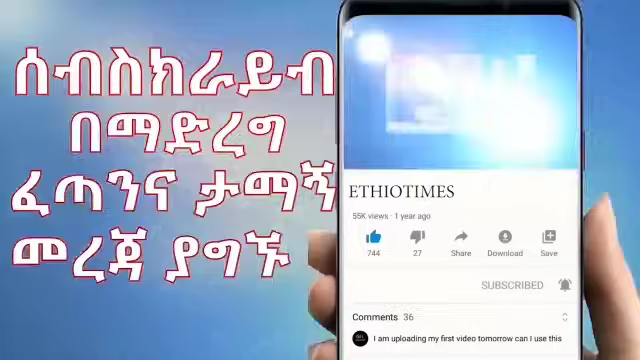 ሰብስክራይብ
በማድረግ
ፈጣንና ታማኝ
መረጃ ያግኙ
ETHIOTIMES
55K views · 1 year ago
744
27
Share
Download
Save
SUBSCRIBED
Comments 36
I am uploading my first video tomorrow can I use this